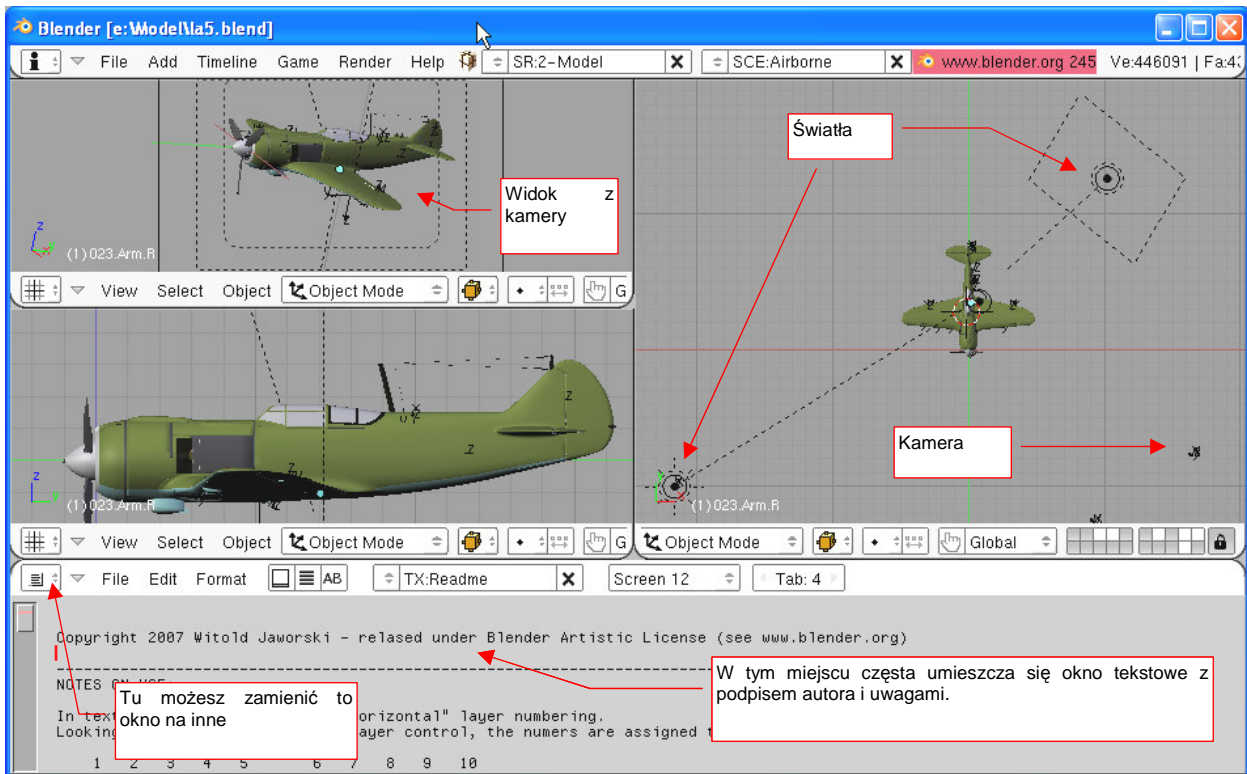 Blender [e:\Model\la5.blend]
File Add Timeline Game Render Help SR:2-Model SCE:Airborne www.blender.org 245 Ve:446091 | Fa:4
Światła
Widok z
kamery
z
(1) 023.Arm.R
View Select Object Object Mode G
Kamera
z
(1) 023.Arm.R
(1) 023.Arm.R
View Select Object Object Mode G
Object Mode Global
File Edit Format AB TX:Readme Screen 12 Tab: 4
Copyright 2007 Witold Jaworski - relased under Blender Artistic License (see www.blender.org)
W tym miejscu częsta umieszcza się okno tekstowe z
podpisem autora i uwagami.
NOTES ON USE:
Tu możesz zamienić to
okno na inne
In text orizontal" layer numbering.
Looking ayer control, the numers are assigned t
1 2 3 4 5 6 7 8 9 10